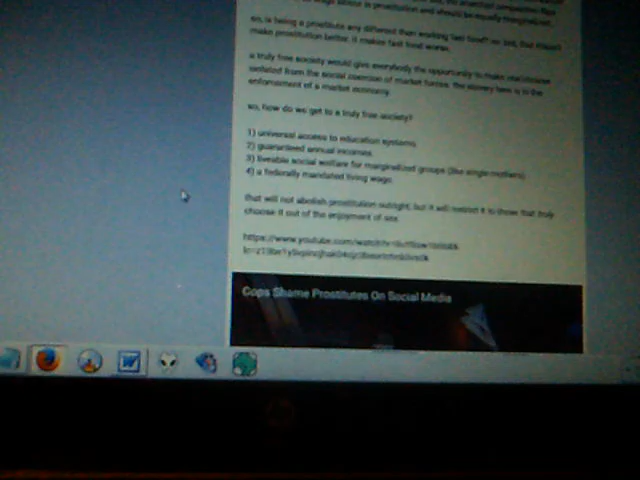 so, is being a prostitute any different than working fast food? no. but, that doesn't
make prostitution better. it makes fast food worse.
a truly free society would give everybody the opportunity to make
isolated from the social coercion of market forces. the slavery here is in the
enforcement of a market economy.
so, how do we get to a truly free society?
1) universal access to education systems.
2) guaranteed annual incomes.
3) liveable social welfare for marginalized groups (like single mothers).
4) a federally mandated living wage.
that will not abolish prostitution outright, but it will restrict it to those that truly
choose it out of the enjoyment of sex.
https://www.youtube.com/watch?v=
Cops Shame Prostitutes On Social Media
W